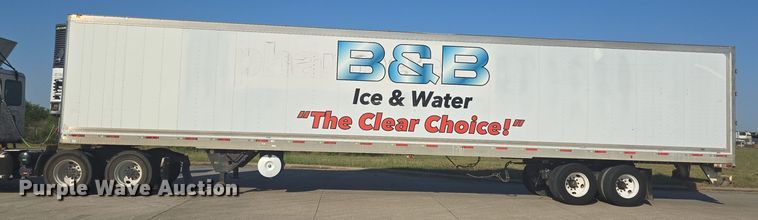 B&B
Ice & Water
"The Clear Choice!"
Purple Wave Auction